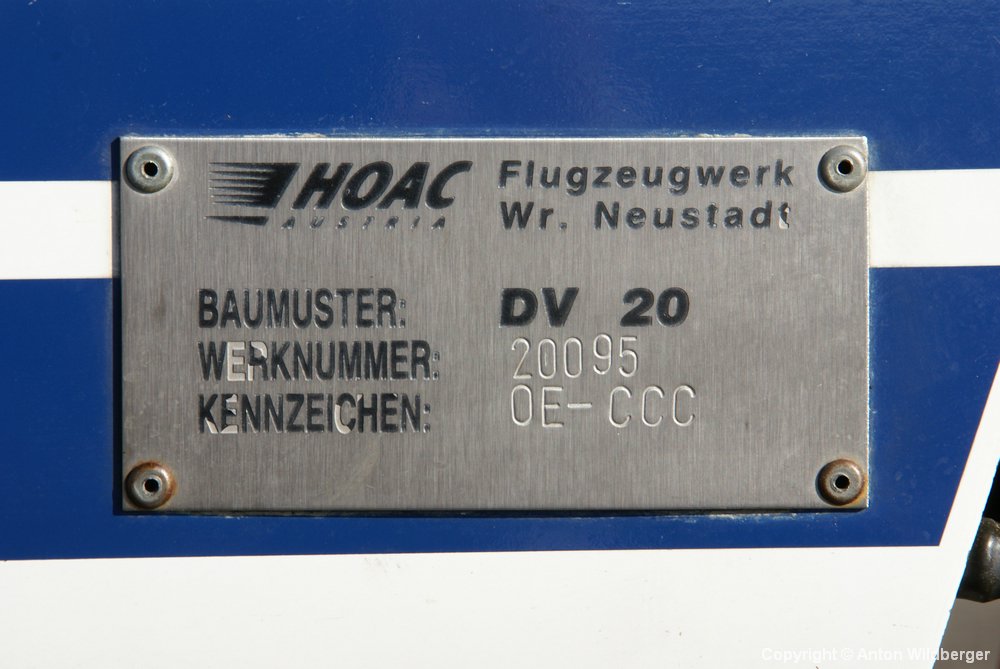 HOAC
AUSTRIA
Flugzeugwerk
Wr. Neustadt
BAUMUSTER: DV 20
WERKNUMMER: 20095
KENNZEICHEN: OE-CCC
Copyright © Anton Wildberger